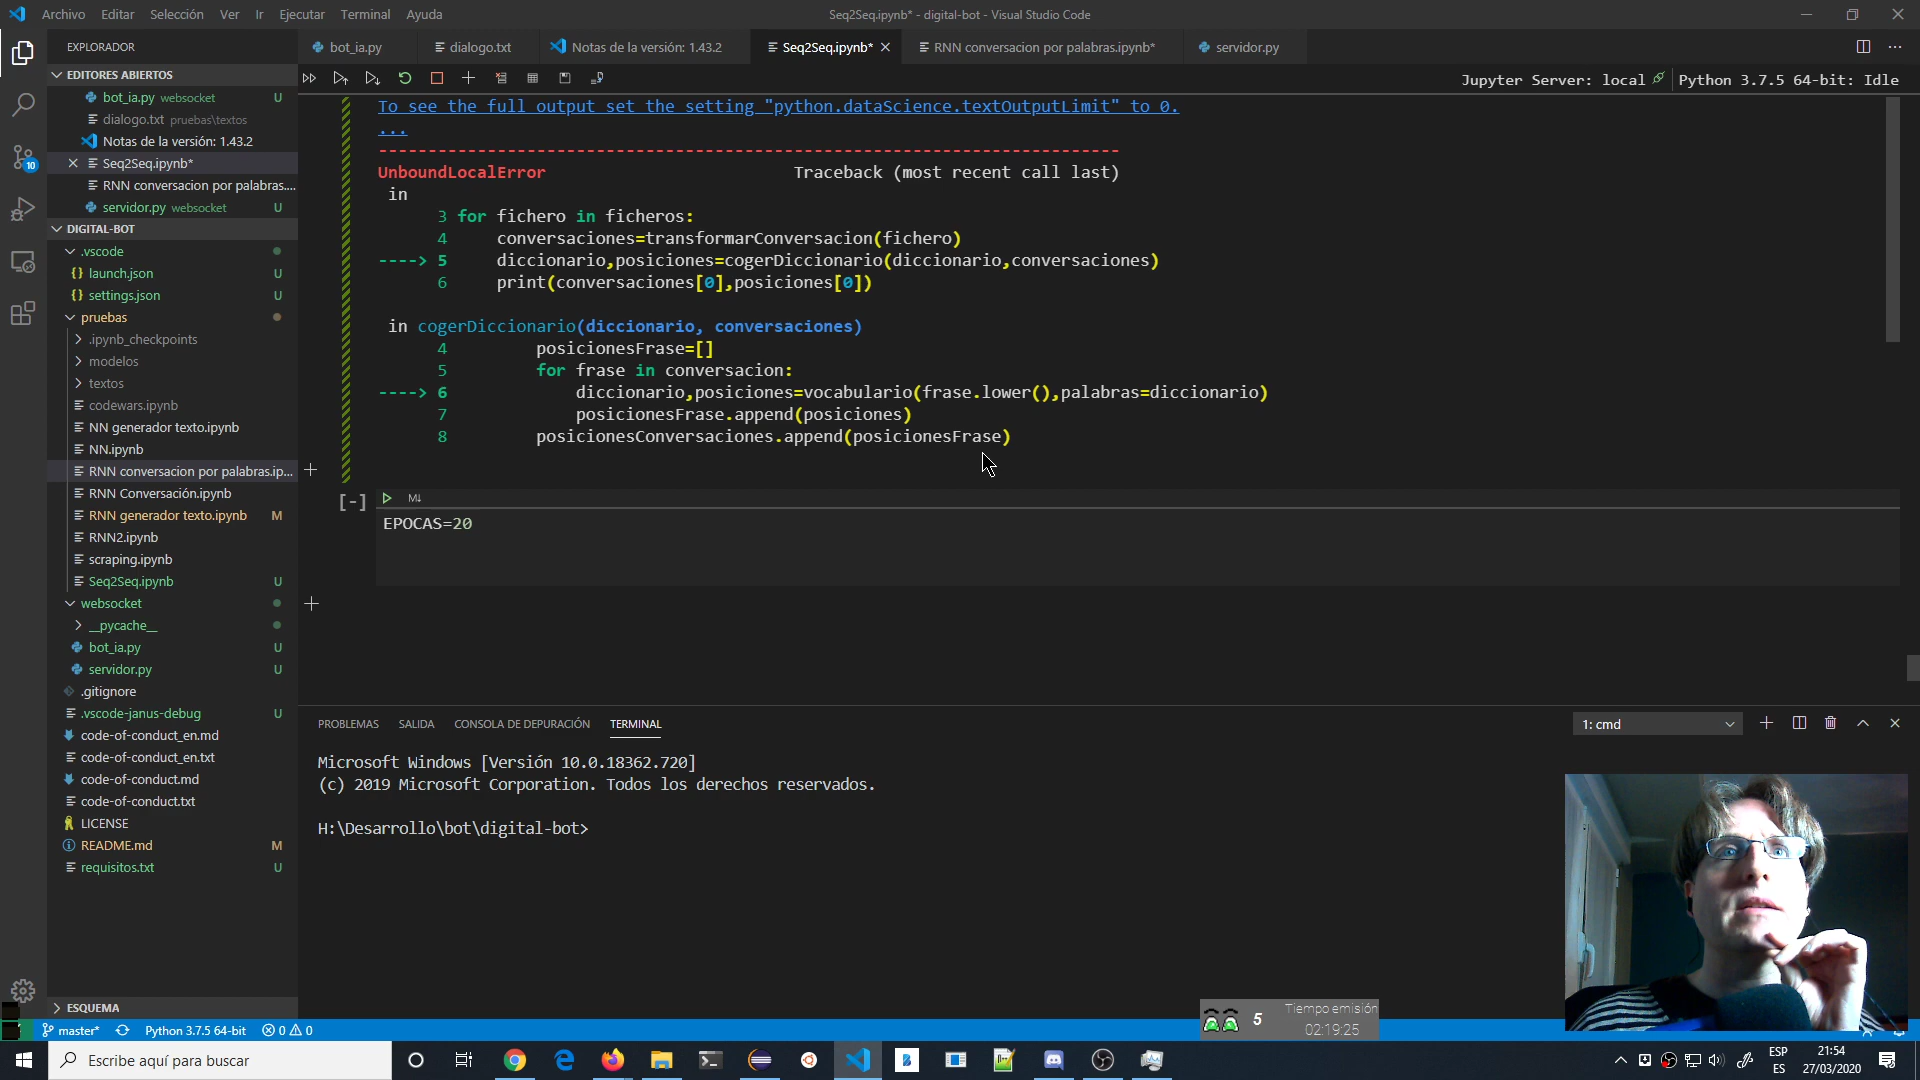 Archivo Editar Selección Ver Ir Ejecutar Terminal Ayuda
Seq2Seq.ipynb* - digital-bot - Visual Studio Code
EXPLORADOR
bot_ia.py
dialogo.txt
Notas de la versión: 1.43.2
Seq2Seq.ipynb*
RNN conversacion por palabras.ipynb*
servidor.py
EDITORES ABIERTOS
bot_ia.py websocket U
dialogo.txt pruebas\textos
Notas de la versión: 1.43.2
Seq2Seq.ipynb*
RNN conversacion por palabras....
servidor.py websocket U
DIGITAL-BOT
.vscode
launch.json U
settings.json U
pruebas
.ipynb_checkpoints
modelos
textos
codewars.ipynb
NN generador texto.ipynb
NN.ipynb
RNN conversacion por palabras.ip...
RNN Conversación.ipynb
RNN generador texto.ipynb M
RNN2.ipynb
scraping.ipynb
Seq2Seq.ipynb U
websocket
__pycache__
bot_ia.py U
servidor.py U
.gitignore
.vscode-janus-debug U
code-of-conduct_en.md
code-of-conduct_en.txt
code-of-conduct.md
code-of-conduct.txt
LICENSE
README.md M
requisitos.txt U
ESQUEMA
10
Jupyter Server: local Python 3.7.5 64-bit: Idle
To see the full output set the setting "python.dataScience.textOutputLimit" to 0.
...
---------------------------------------------------------------------------
UnboundLocalError Traceback (most recent call last)
in
3 for fichero in ficheros:
4 conversaciones=transformarConversacion(fichero)
----> 5 diccionario,posiciones=cogerDiccionario(diccionario,conversaciones)
6 print(conversaciones[0],posiciones[0])
in cogerDiccionario(diccionario, conversaciones)
4 posicionesFrase=[]
5 for frase in conversacion:
----> 6 diccionario,posiciones=vocabulario(frase.lower(),palabras=diccionario)
7 posicionesFrase.append(posiciones)
8 posicionesConversaciones.append(posicionesFrase)
[-] M↓
EPOCAS=20
PROBLEMAS SALIDA CONSOLA DE DEPURACIÓN TERMINAL
1: cmd
Microsoft Windows [Versión 10.0.18362.720]
(c) 2019 Microsoft Corporation. Todos los derechos reservados.
H:\Desarrollo\bot\digital-bot>
5 Tiempo emisión
02:19:25
master* Python 3.7.5 64-bit 0 0
Escribe aquí para buscar
ESP
ES
21:54
27/03/2020